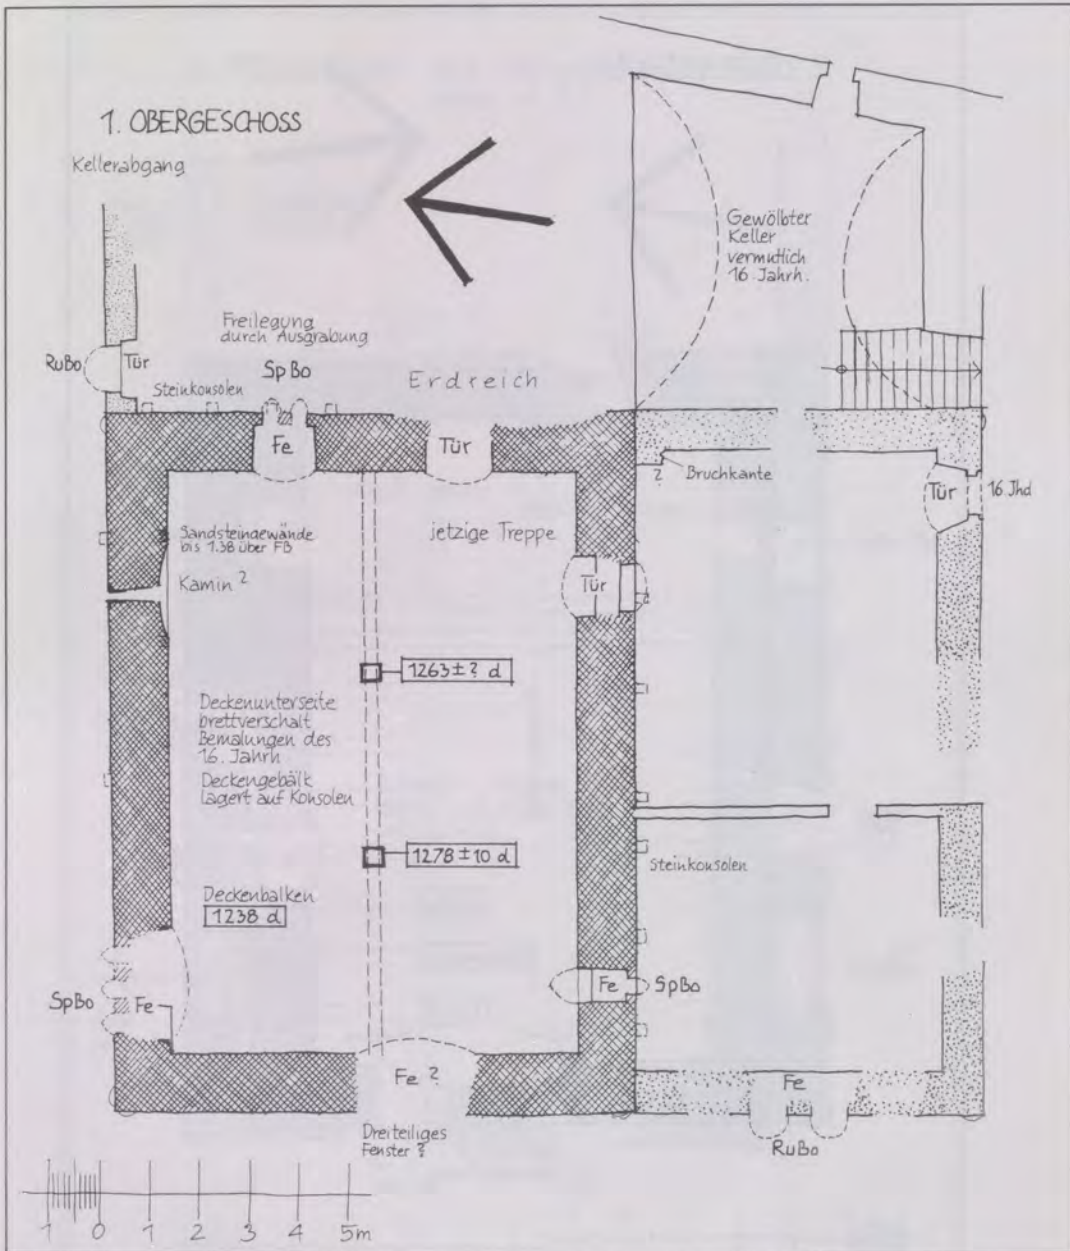 1. OBERGESCHOSS
Kellerabgang
Gewölbter
Keller
vermutlich
16. Jahrh.
Freilegung
durch Ausgrabung
RuBo
Tür
SpBo
Steinkonsolen
Erdreich
Fe
Tür
?
Bruchkante
Tür
16. Jhd
Sandsteingewände
bis 1.38 über FB
jetzige Treppe
Kamin ?
Tür
1263 ± ? d
Deckenunterseite
brettverschalt
Bemalungen des
16. Jahrh
Deckengebälk
lagert auf Konsolen
1278 ± 10 d
Steinkonsolen
Deckenbalken
1238 d
SpBo
Fe
Fe
SpBo
Fe ?
Fe
Dreiteiliges
Fenster ?
RuBo
1 0 1 2 3 4 5m